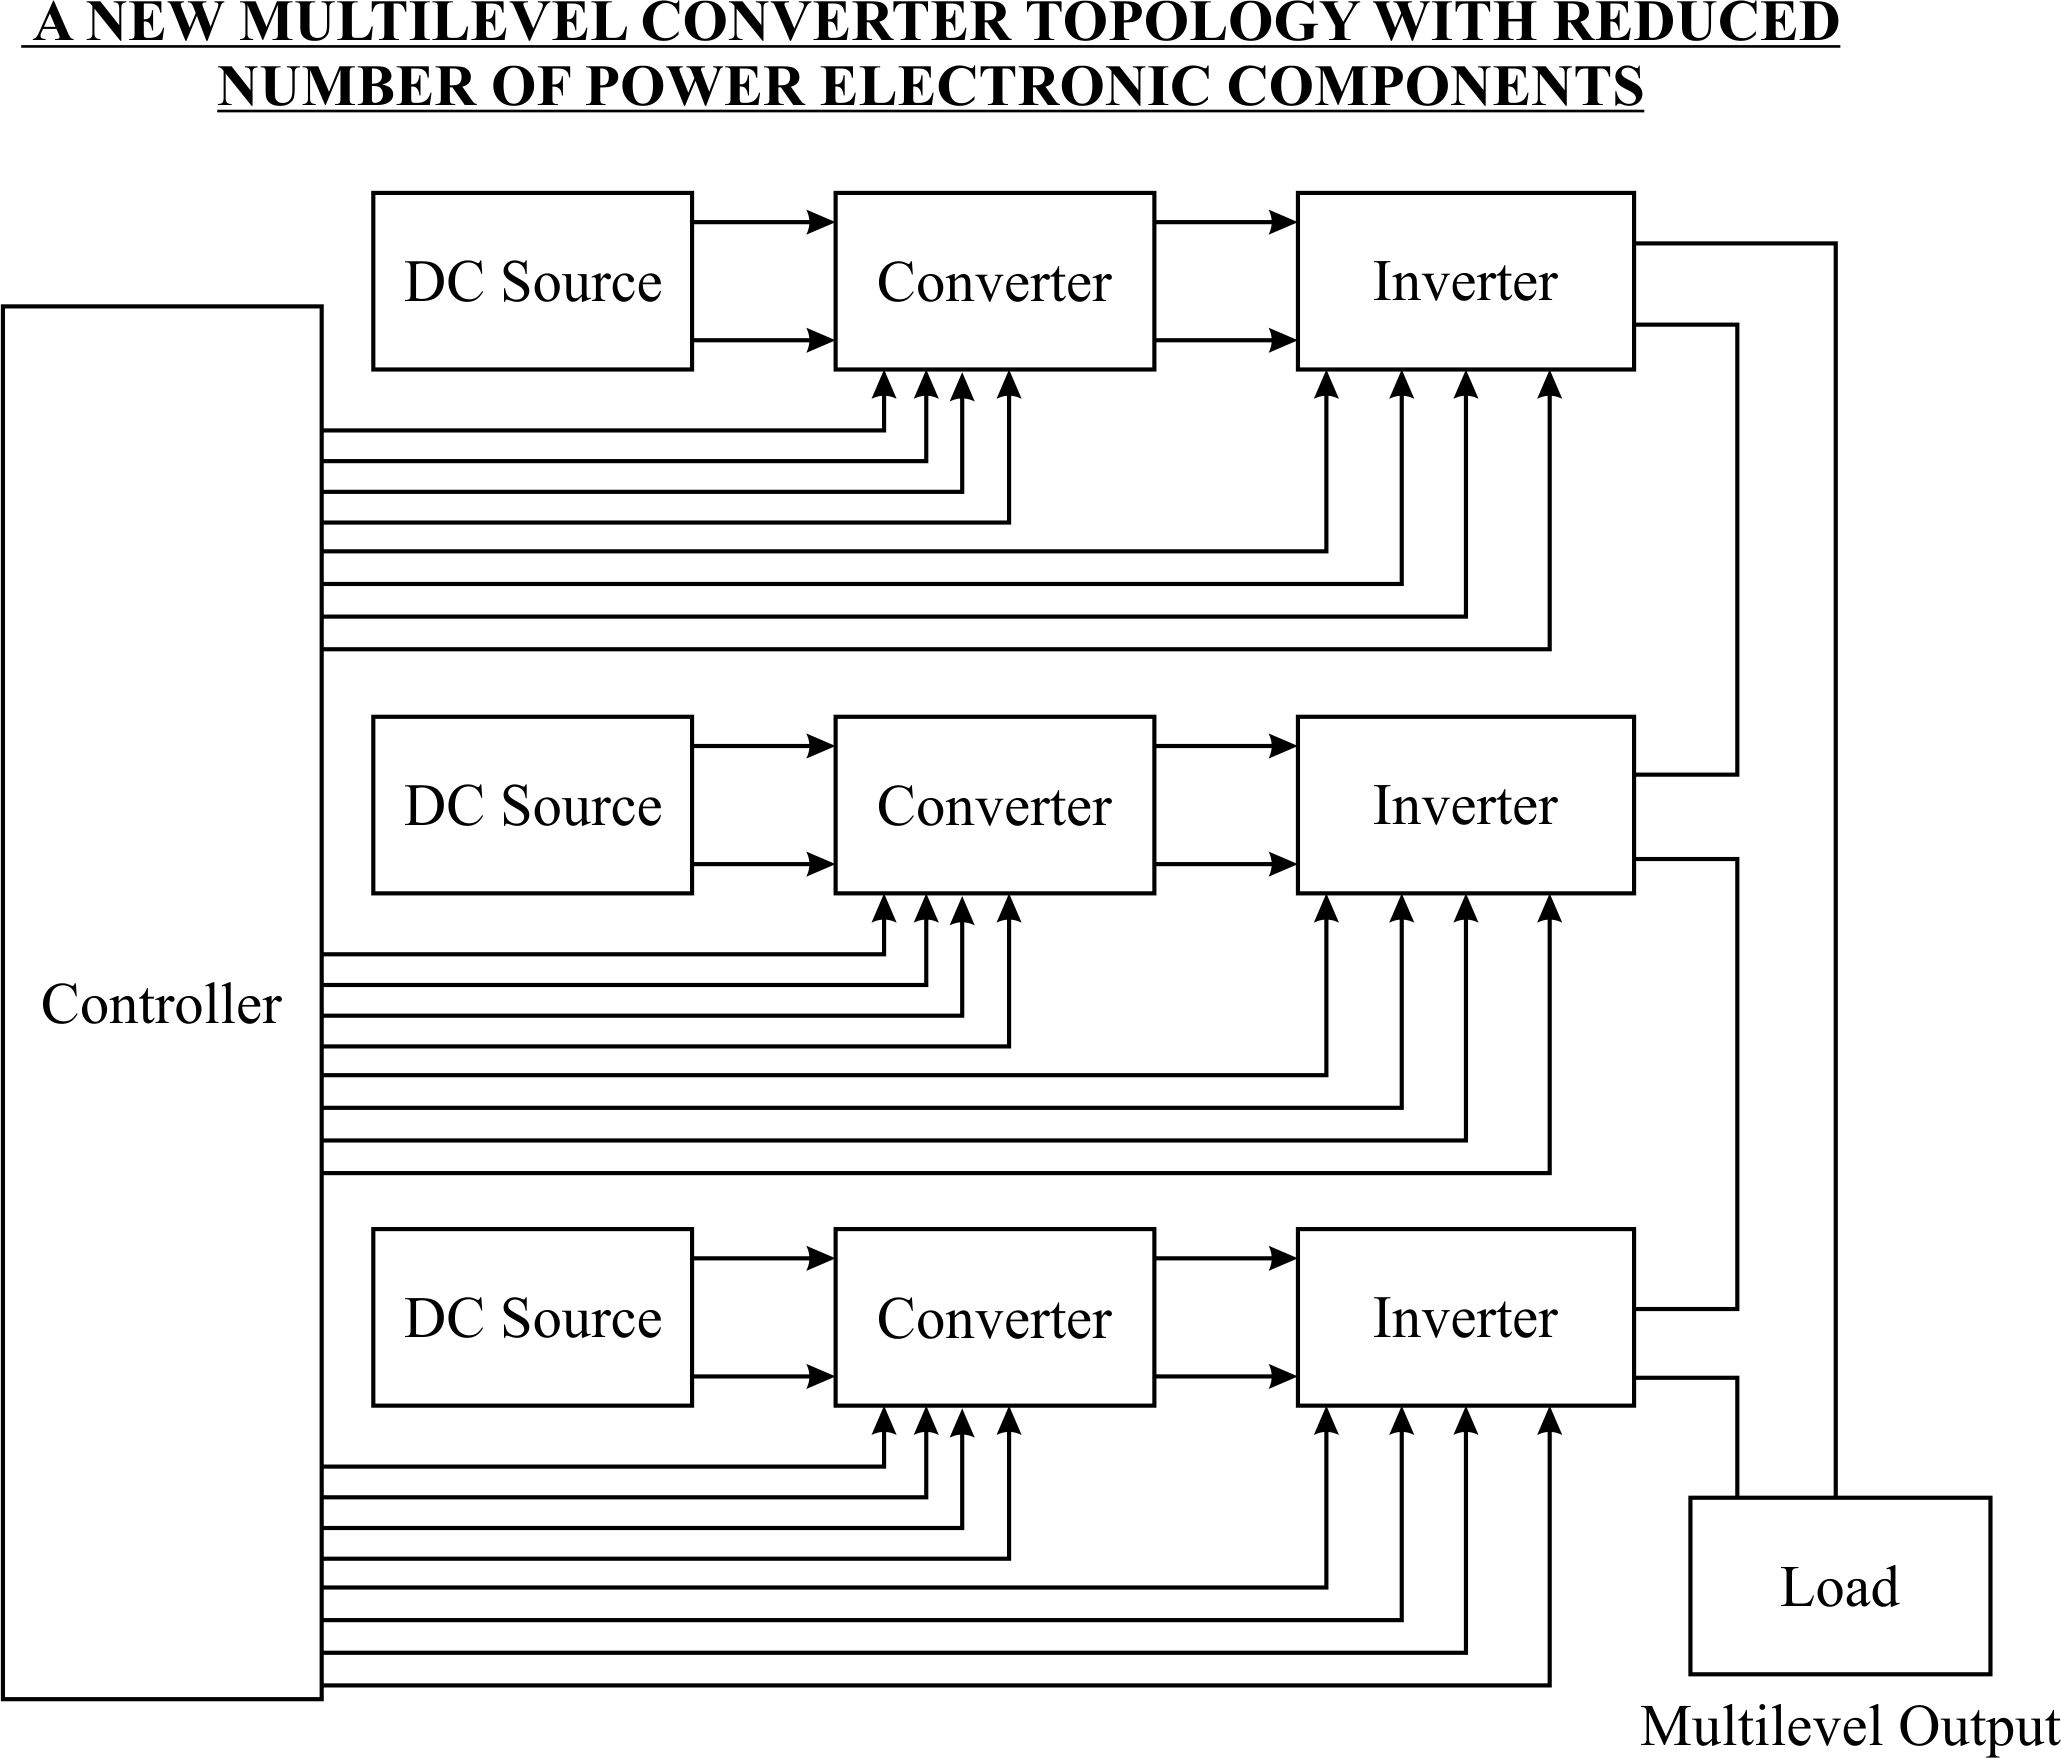 A NEW MULTILEVEL CONVERTER TOPOLOGY WITH REDUCED
NUMBER OF POWER ELECTRONIC COMPONENTS
DC Source
Converter
Inverter
DC Source
Converter
Inverter
Controller
DC Source
Converter
Inverter
Load
Multilevel Output